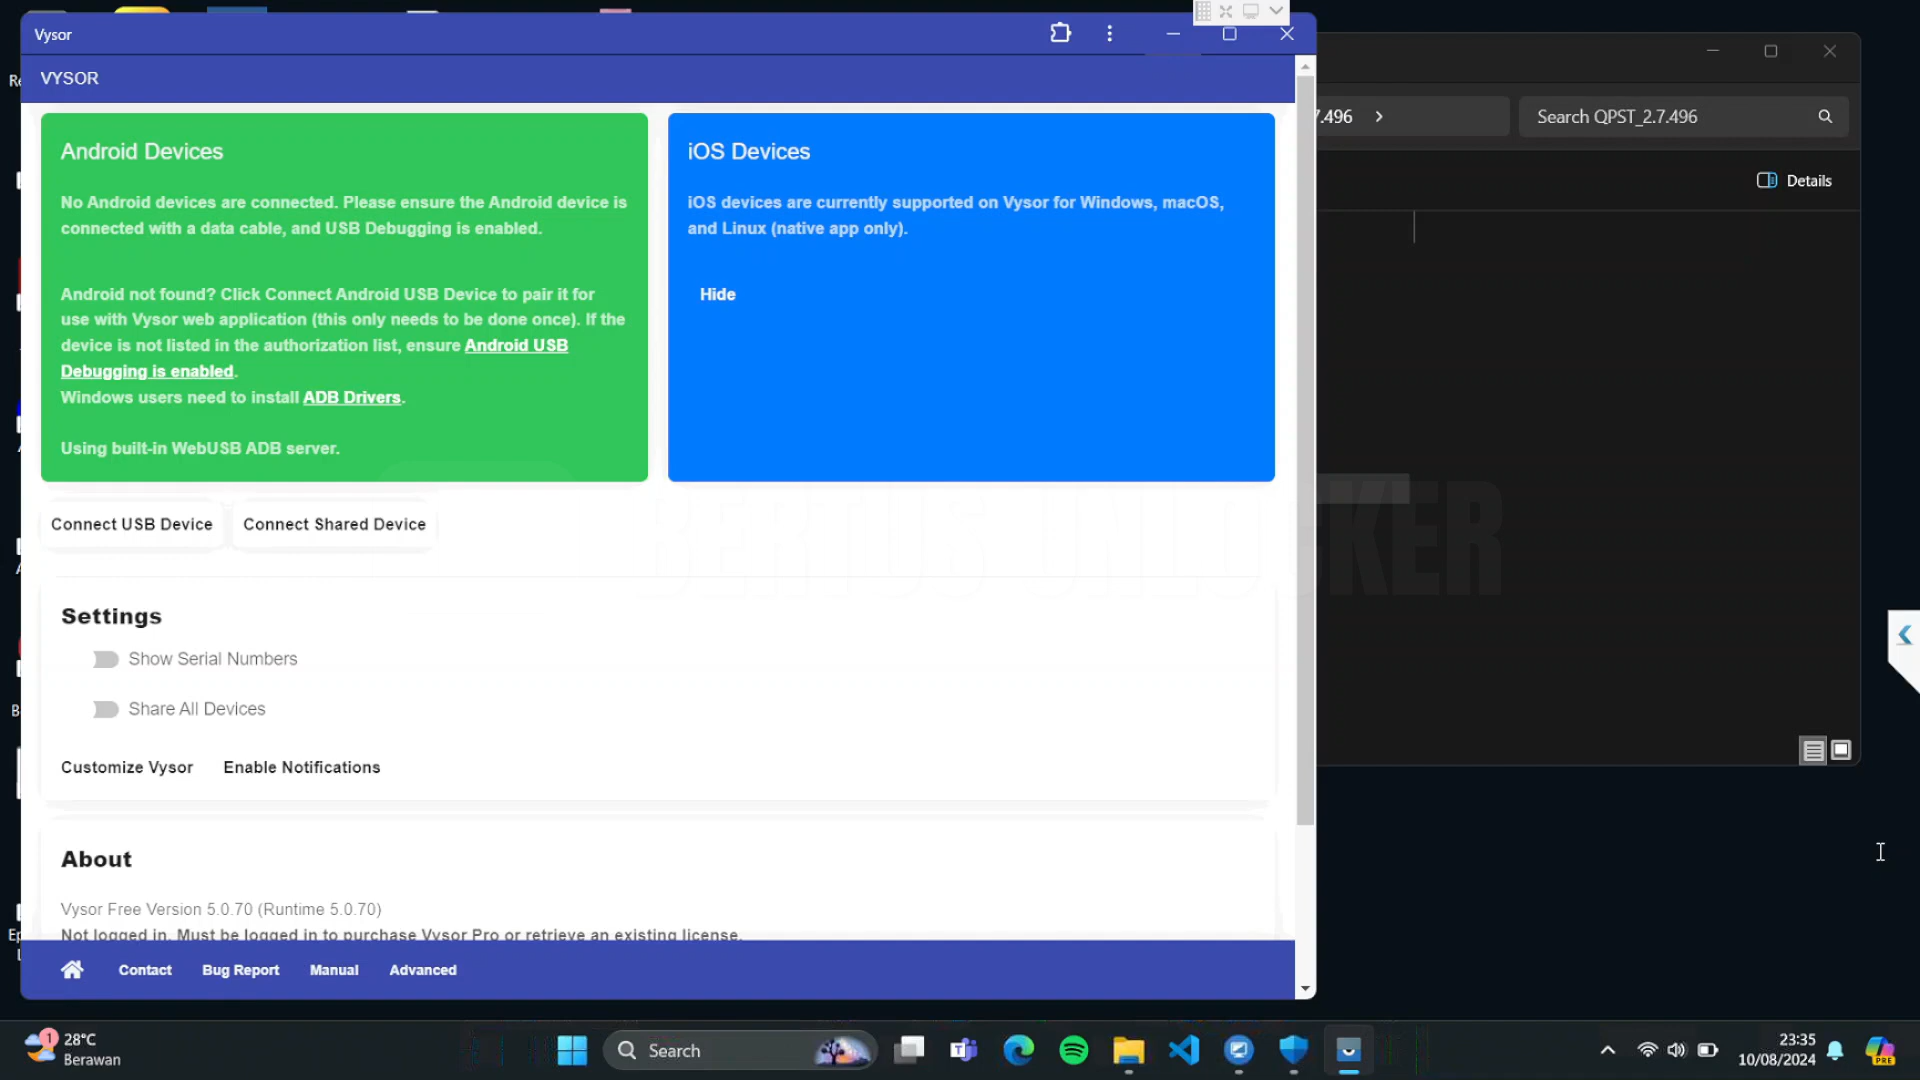 Vysor
VYSOR
Android Devices
No Android devices are connected. Please ensure the Android device is
connected with a data cable, and USB Debugging is enabled.
Android not found? Click Connect Android USB Device to pair it for
use with Vysor web application (this only needs to be done once). If the
device is not listed in the authorization list, ensure Android USB
Debugging is enabled.
Windows users need to install ADB Drivers.
Using built-in WebUSB ADB server.
iOS Devices
iOS devices are currently supported on Vysor for Windows, macOS,
and Linux (native app only).
Hide
Connect USB Device
Connect Shared Device
Settings
Show Serial Numbers
Share All Devices
Customize Vysor
Enable Notifications
About
Vysor Free Version 5.0.70 (Runtime 5.0.70)
Not logged in. Must be logged in to purchase Vysor Pro or retrieve an existing license.
Contact
Bug Report
Manual
Advanced
7.496
Search QPST_2.7.496
Details
BERTUS UNLOCKER
1
28°C
Berawan
Search
PRE
23:35
10/08/2024